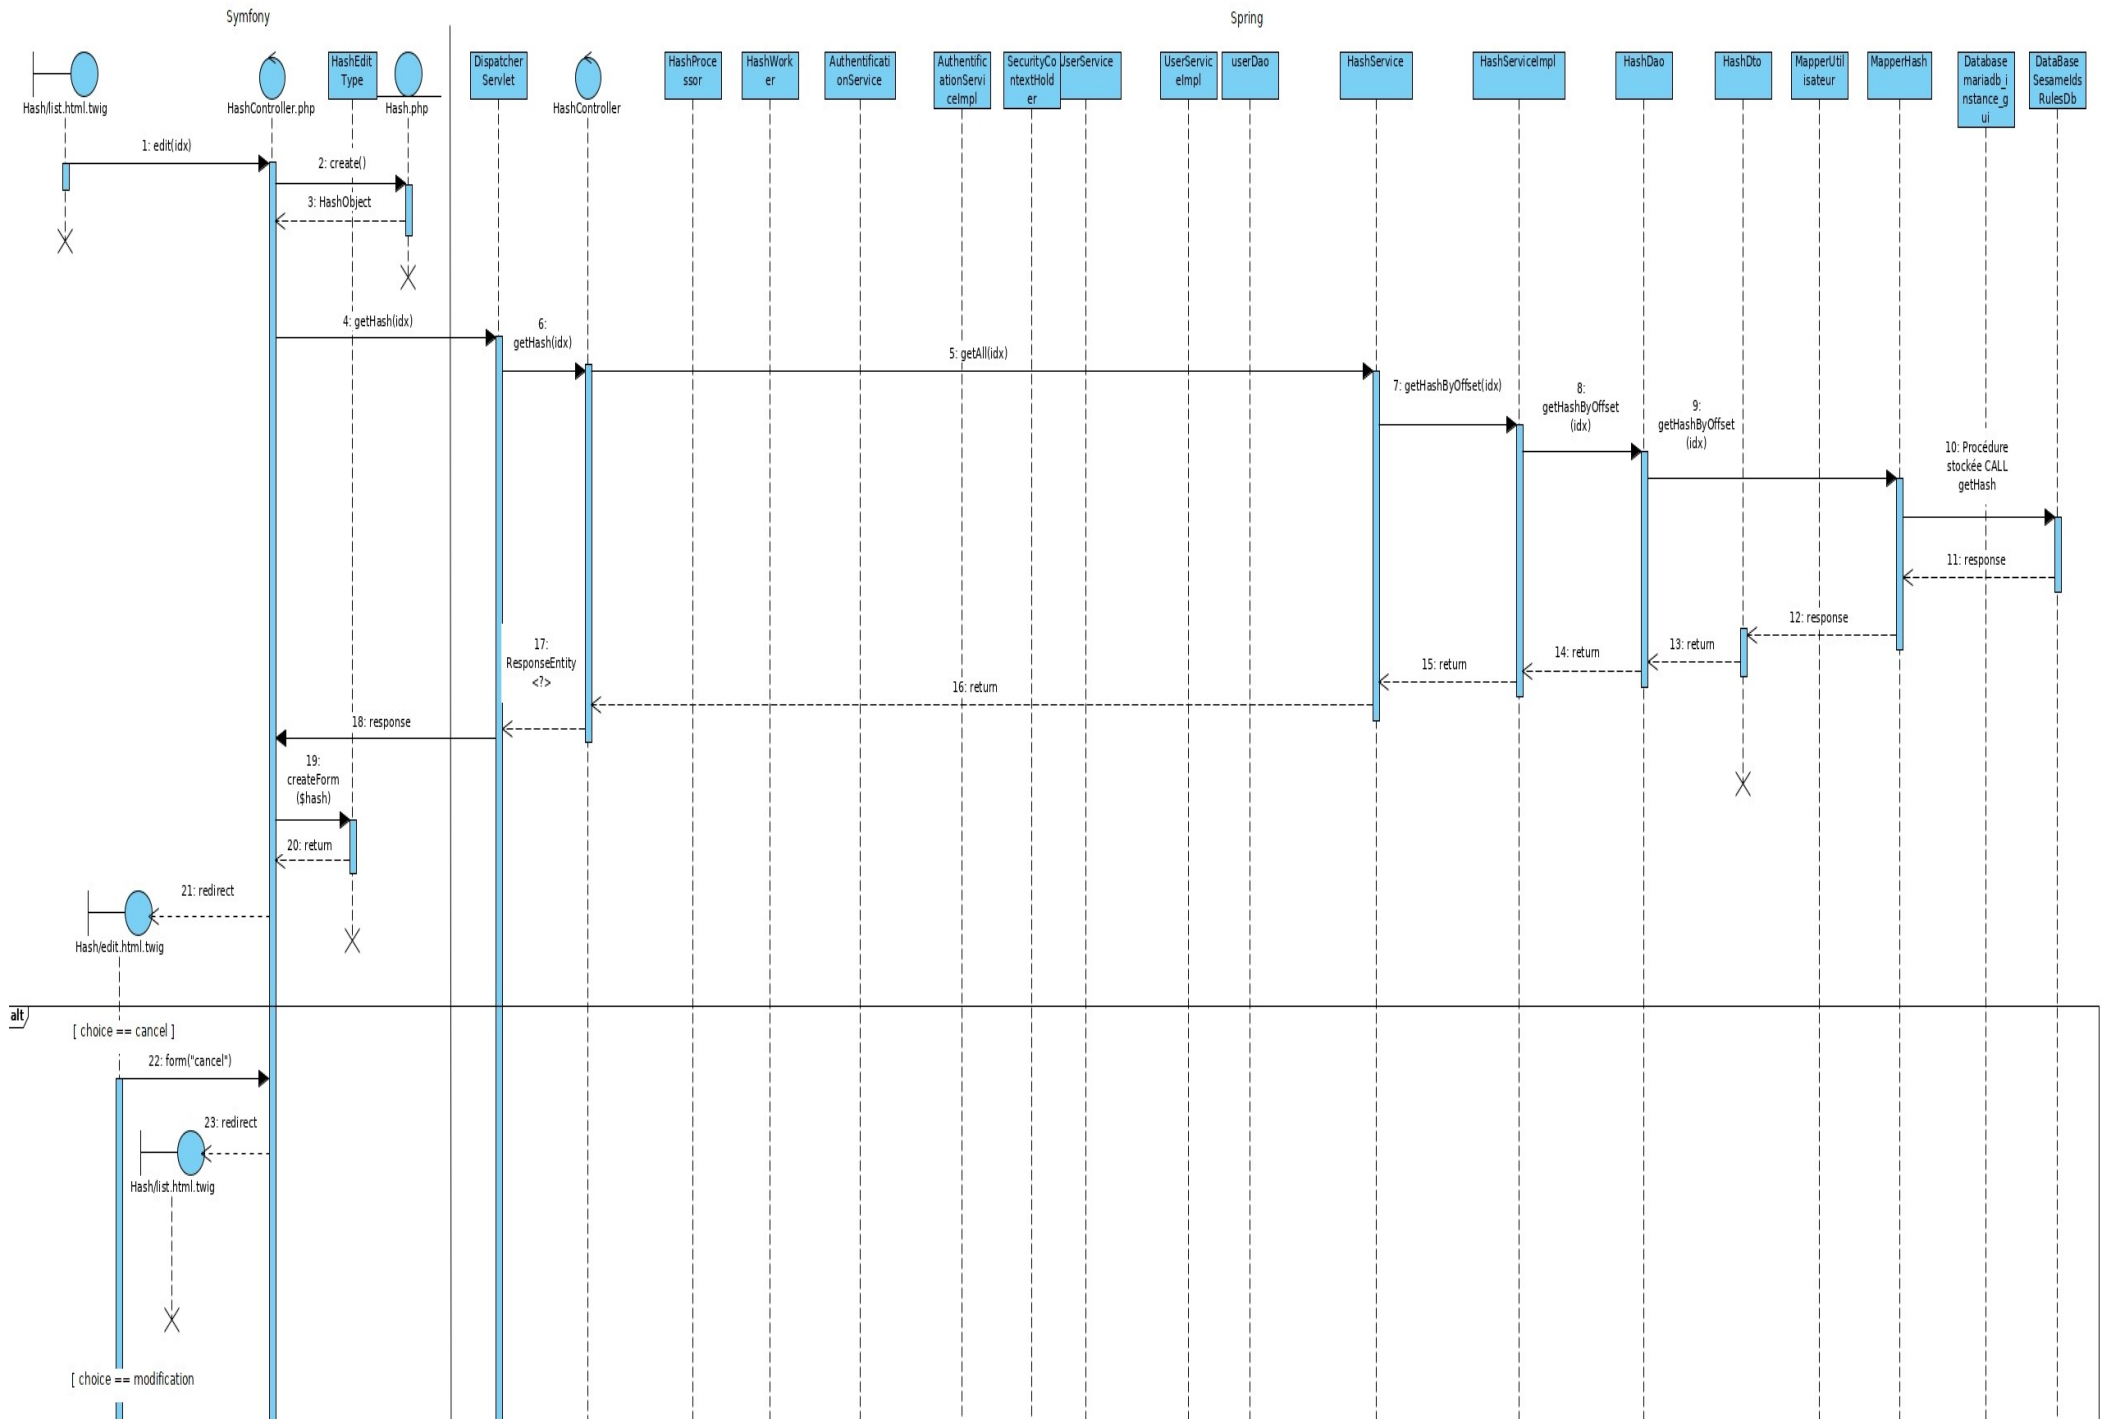 Symfony
Spring
Hash/list.html.twig
HashController.php
HashEdit
Type
Hash.php
Dispatcher
Servlet
HashController
HashProce
ssor
HashWork
er
Authentificati
onService
Authentific
ationServi
ceImpl
SecurityCo
ntextHold
er
UserService
UserServic
eImpl
userDao
HashService
HashServiceImpl
HashDao
HashDto
MapperUtil
isateur
MapperHash
Database
mariadb_i
nstance_g
ui
DataBase
SesameIds
RulesDb
1: edit(idx)
2: create()
3: HashObject
4: getHash(idx)
6:
getHash(idx)
5: getAll(idx)
7: getHashByOffset(idx)
8:
getHashByOffset
(idx)
9:
getHashByOffset
(idx)
10: Procédure
stockée CALL
getHash
11: response
12: response
13: return
14: return
15: return
16: return
17:
ResponseEntity
<?>
18: response
19:
createForm
($hash)
20: return
21: redirect
Hash/edit.html.twig
alt
[ choice == cancel ]
22: form("cancel")
23: redirect
Hash/list.html.twig
[ choice == modification